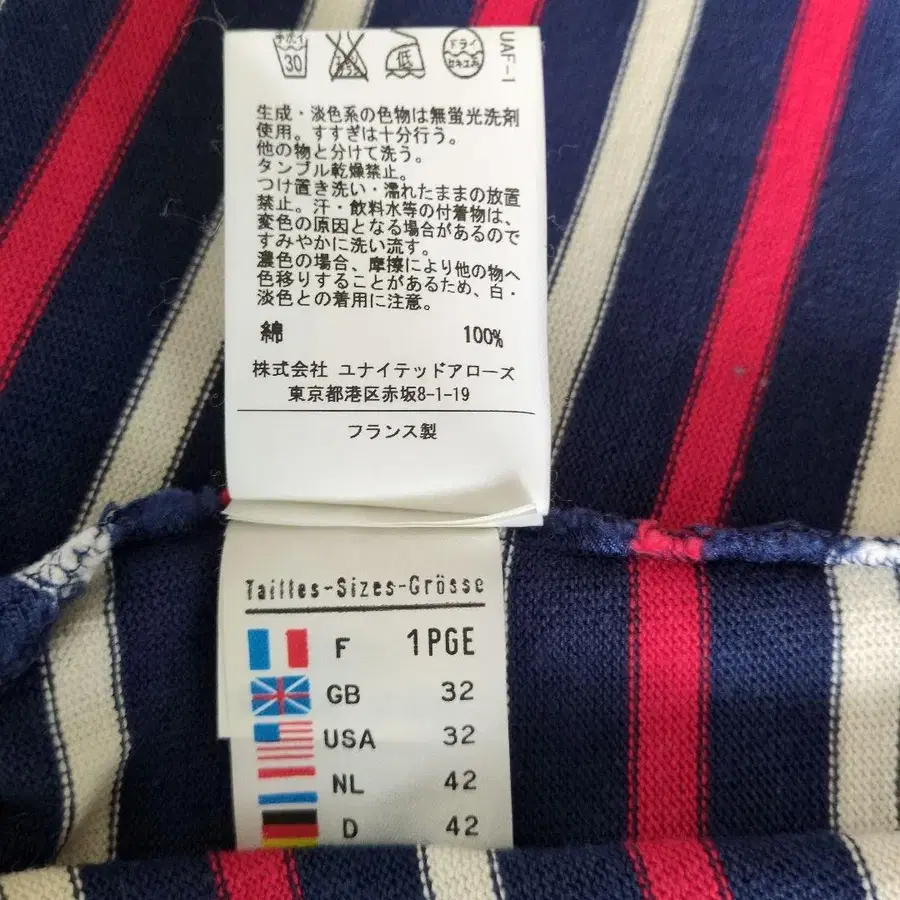 30
低
ドライ
UAF-1
生成・淡色系の色物は無蛍光洗剤
使用。すすぎは十分行う。
他の物と分けて洗う。
タンブル乾燥禁止。
つけ置き洗い・濡れたままの放置
禁止。汗・飲料水等の付着物は、
変色の原因となる場合があるので
すみやかに洗い流す。
濃色の場合、摩擦により他の物へ
色移りすることがあるため、白・
淡色との着用に注意。
綿 100%
株式会社 ユナイテッドアローズ
東京都港区赤坂8-1-19
フランス製
Tailles-Sizes-Grösse
F 1PGE
GB 32
USA 32
NL 42
D 42